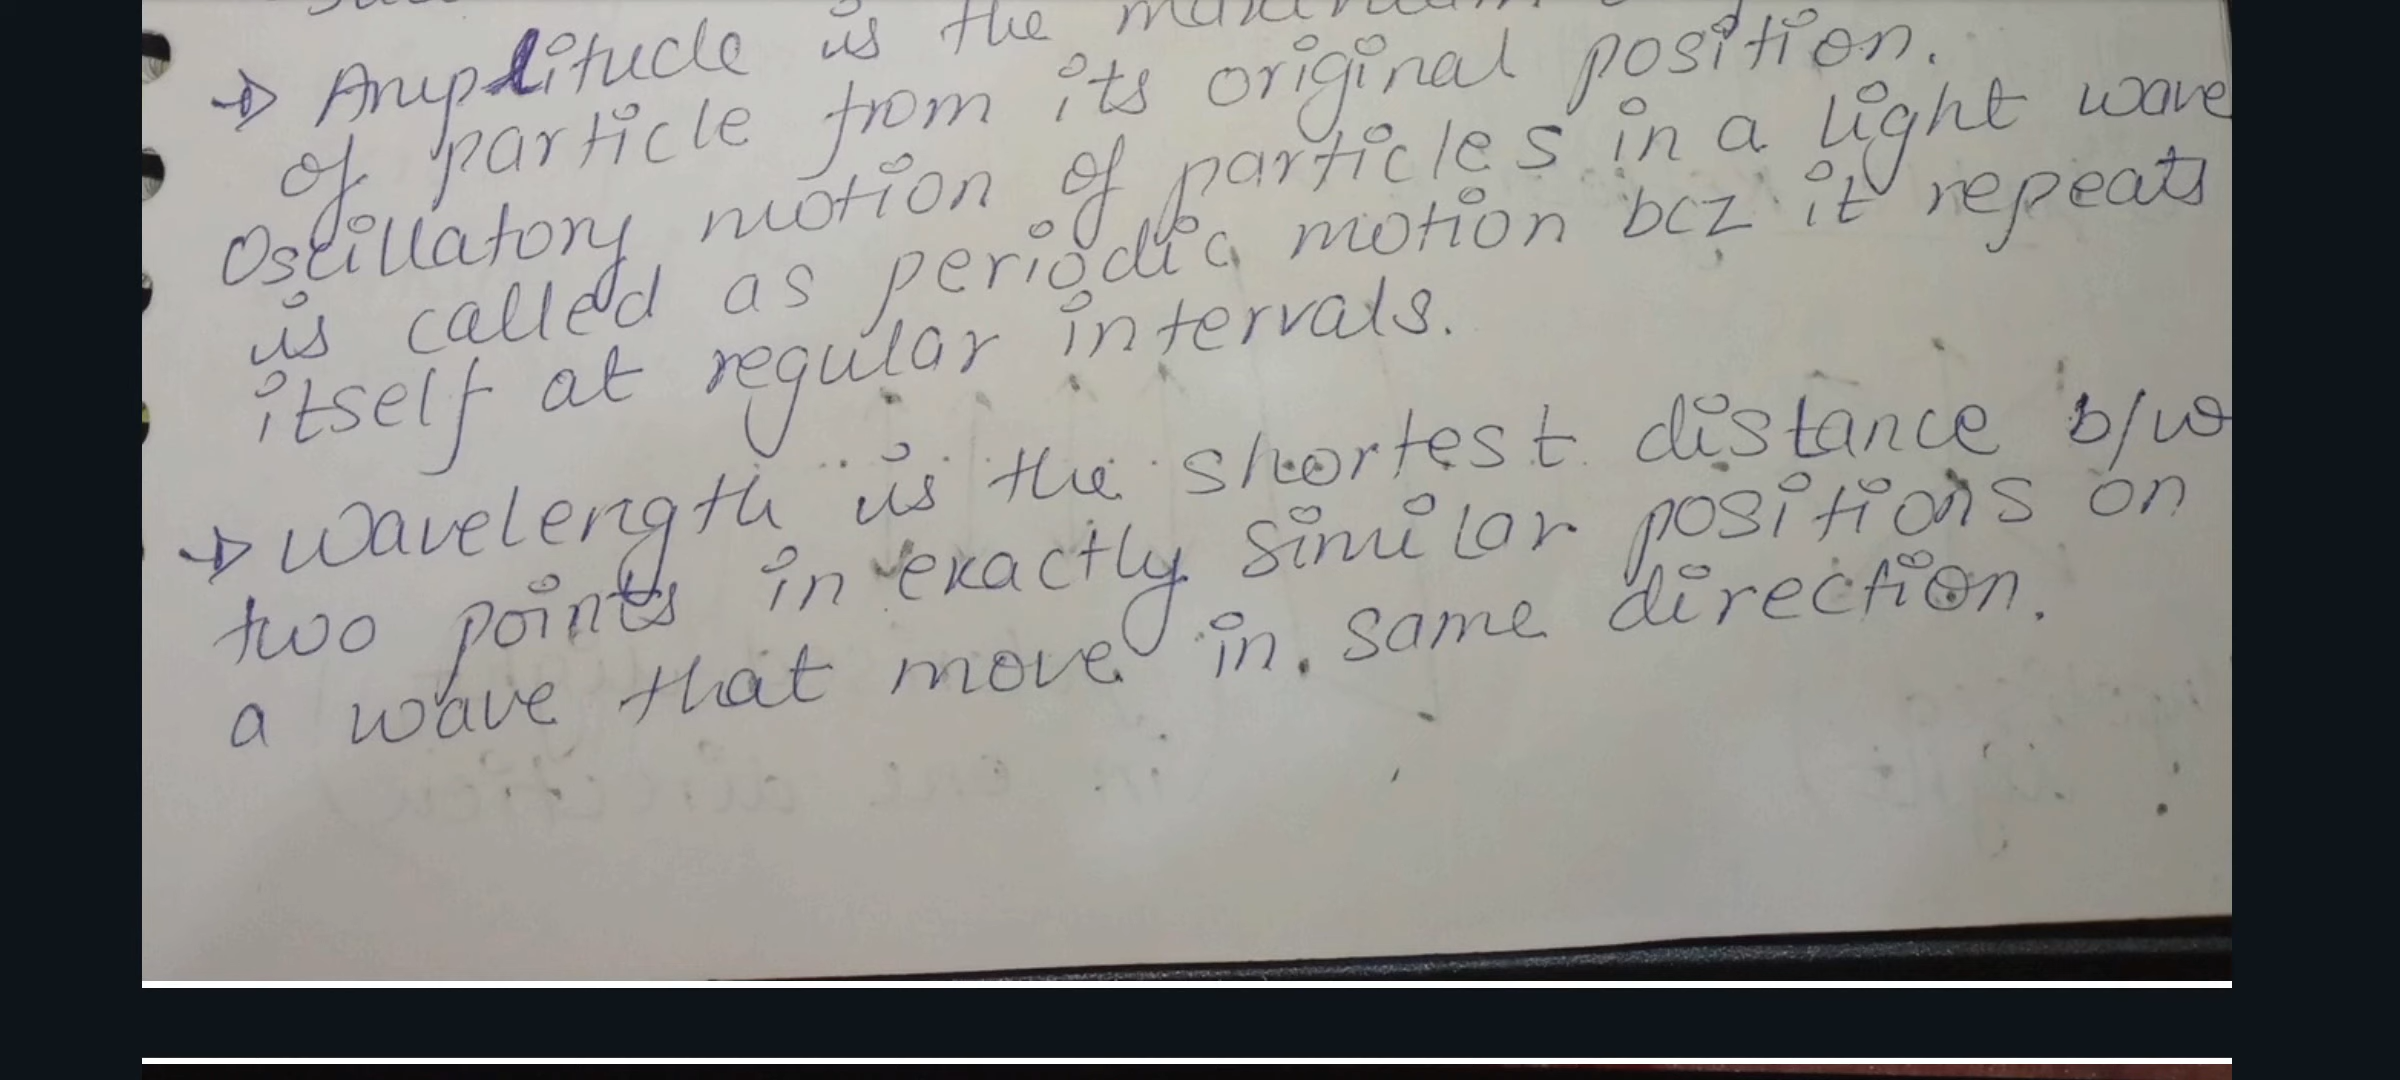 → Amplitude is the maximum
of particle from its original position.
Oscillatory motion of particles in a light wave
is called as periodic motion bcz it repeats
itself at regular intervals.
→ Wavelength is the shortest distance b/w
two points in exactly similar positions on
a wave that move in same direction.